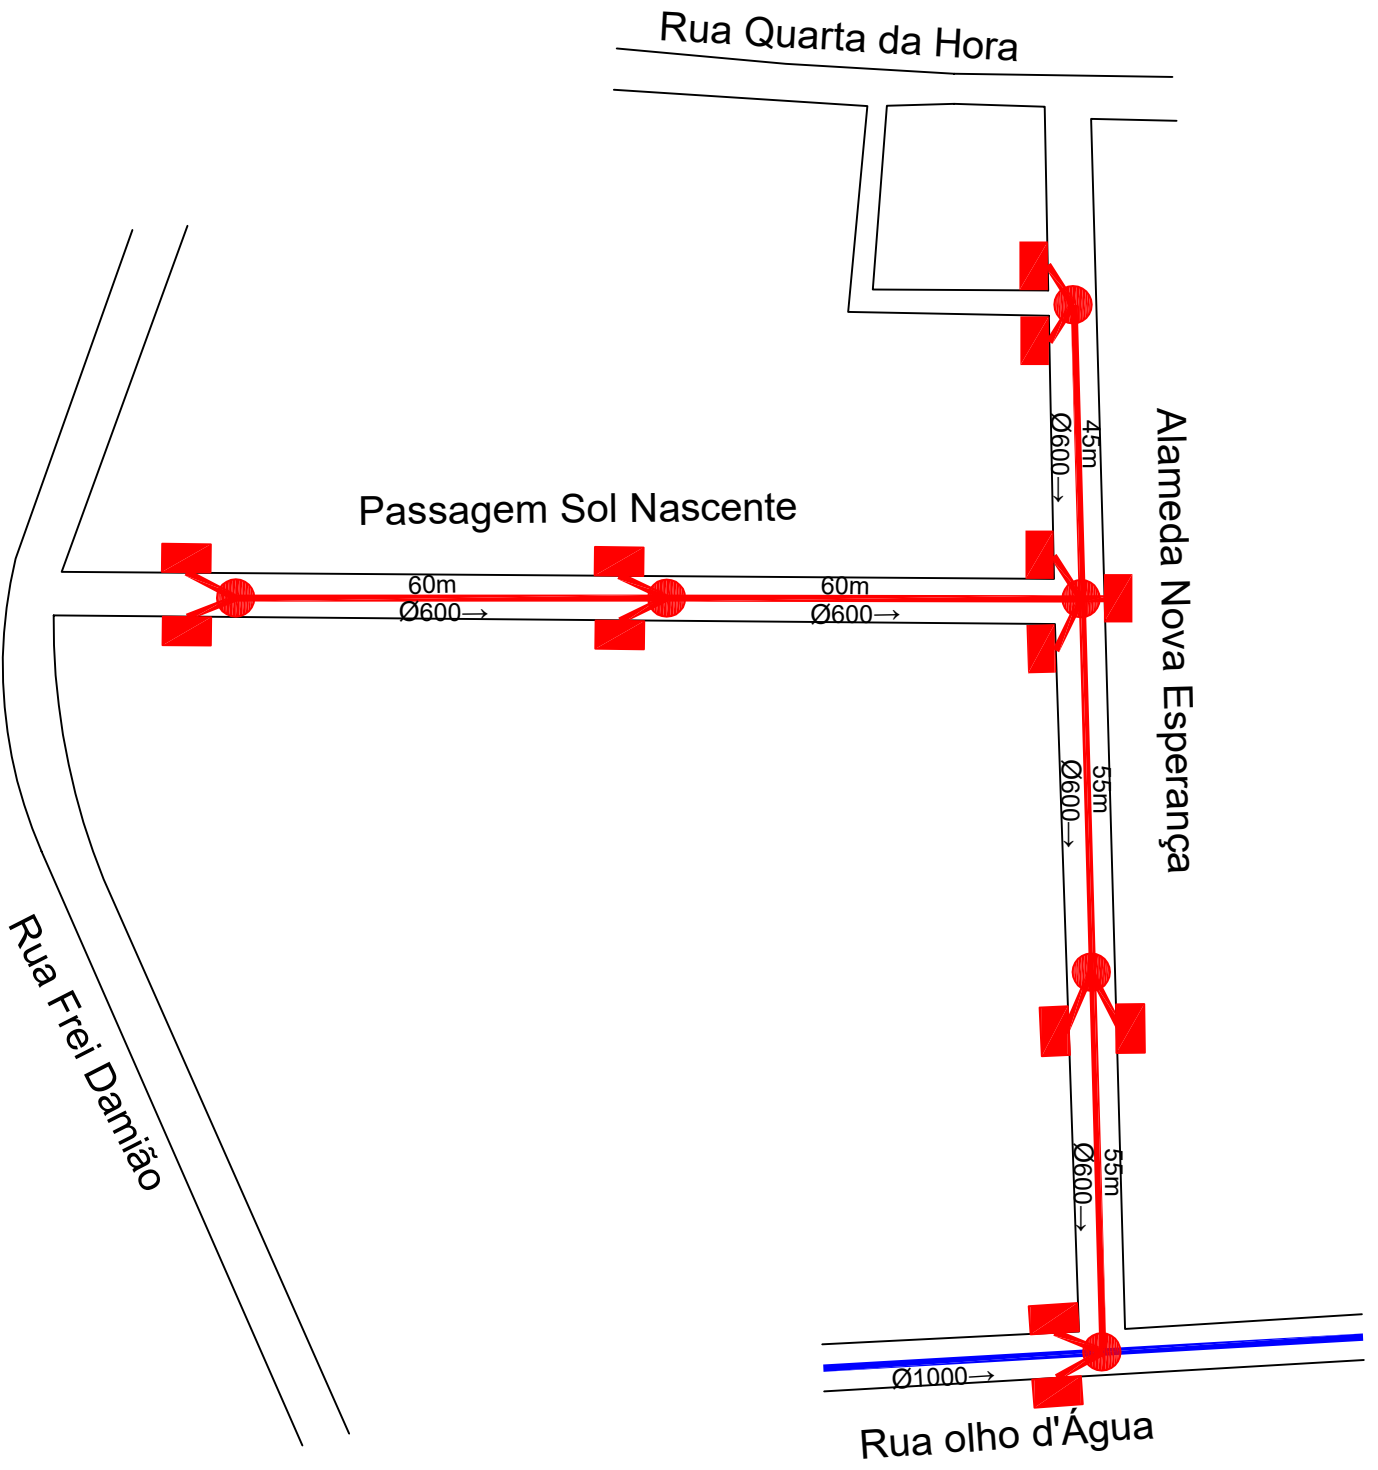 Rua Quarta da Hora
45m
Ø600→
Alameda Nova Esperança
Passagem Sol Nascente
60m
Ø600→
60m
Ø600→
55m
Ø600→
Rua Frei Damião
55m
Ø600→
Ø1000→
Rua olho d'Água